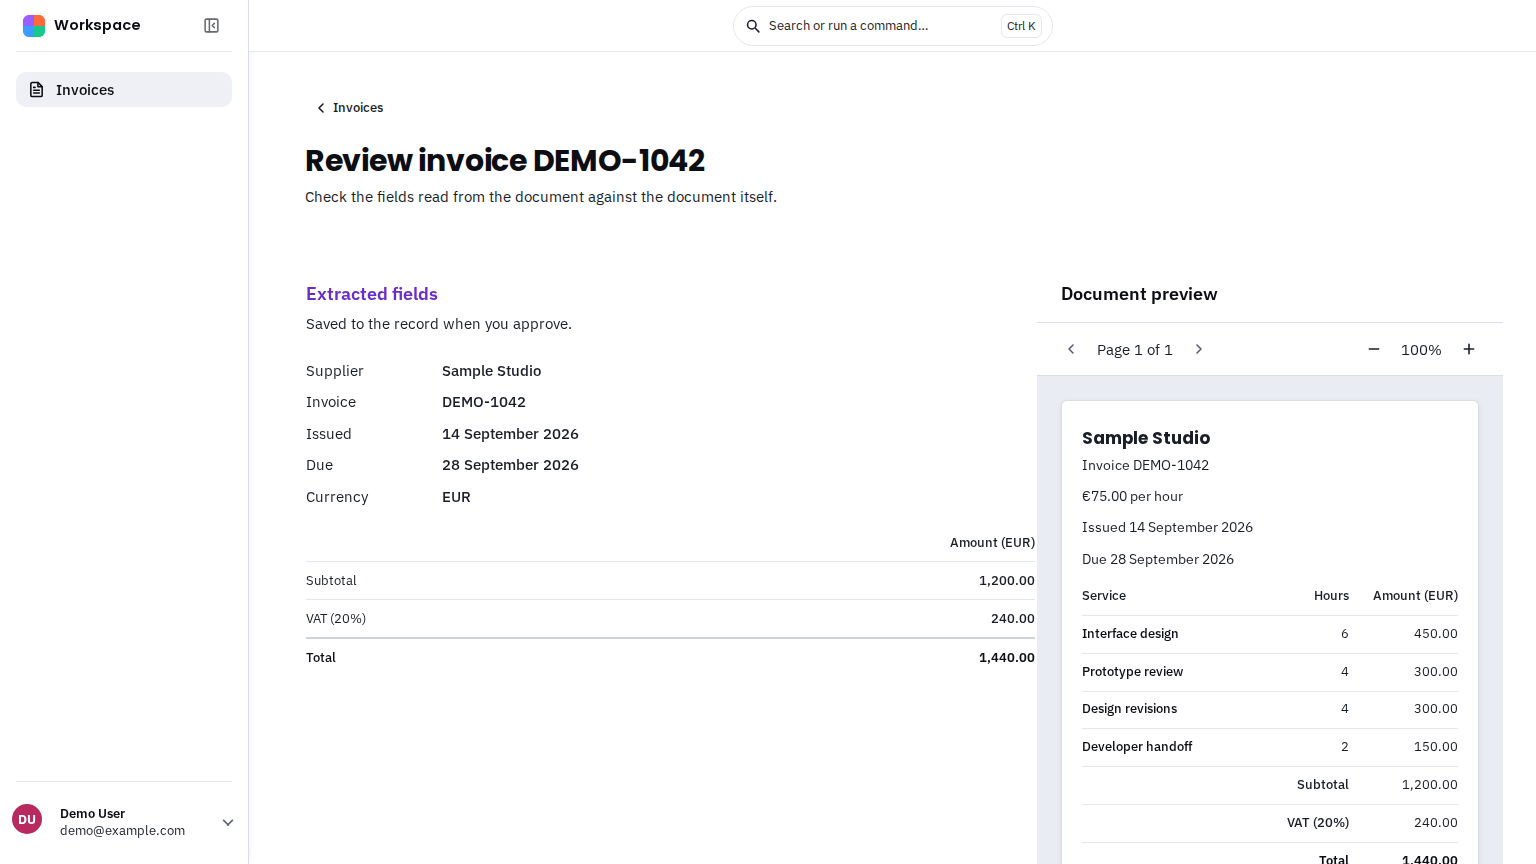 Workspace
Search or run a command...
Ctrl K
Invoices
Invoices
Review invoice DEMO-1042
Check the fields read from the document against the document itself.
Extracted fields
Saved to the record when you approve.
Supplier Sample Studio
Invoice DEMO-1042
Issued 14 September 2026
Due 28 September 2026
Currency EUR
Amount (EUR)
Subtotal 1,200.00
VAT (20%) 240.00
Total 1,440.00
Document preview
Page 1 of 1
100%
Sample Studio
Invoice DEMO-1042
€75.00 per hour
Issued 14 September 2026
Due 28 September 2026
Service Hours Amount (EUR)
Interface design 6 450.00
Prototype review 4 300.00
Design revisions 4 300.00
Developer handoff 2 150.00
Subtotal 1,200.00
VAT (20%) 240.00
Total 1,440.00
DU
Demo User
demo@example.com